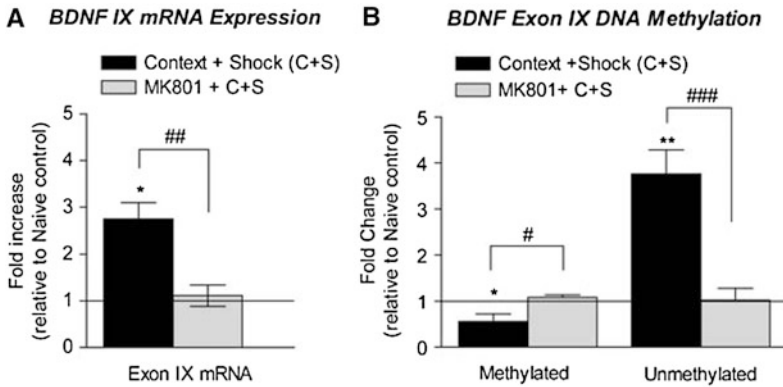 A
BDNF IX mRNA Expression
Context + Shock (C+S)
MK801 + C+S
Fold increase
(relative to Naive control)
5
4
3
2
1
0
*
##
Exon IX mRNA
B
BDNF Exon IX DNA Methylation
Context +Shock (C+S)
MK801+ C+S
Fold Change
(relative to Naive control)
5
4
3
2
1
0
*
#
**
###
Methylated
Unmethylated